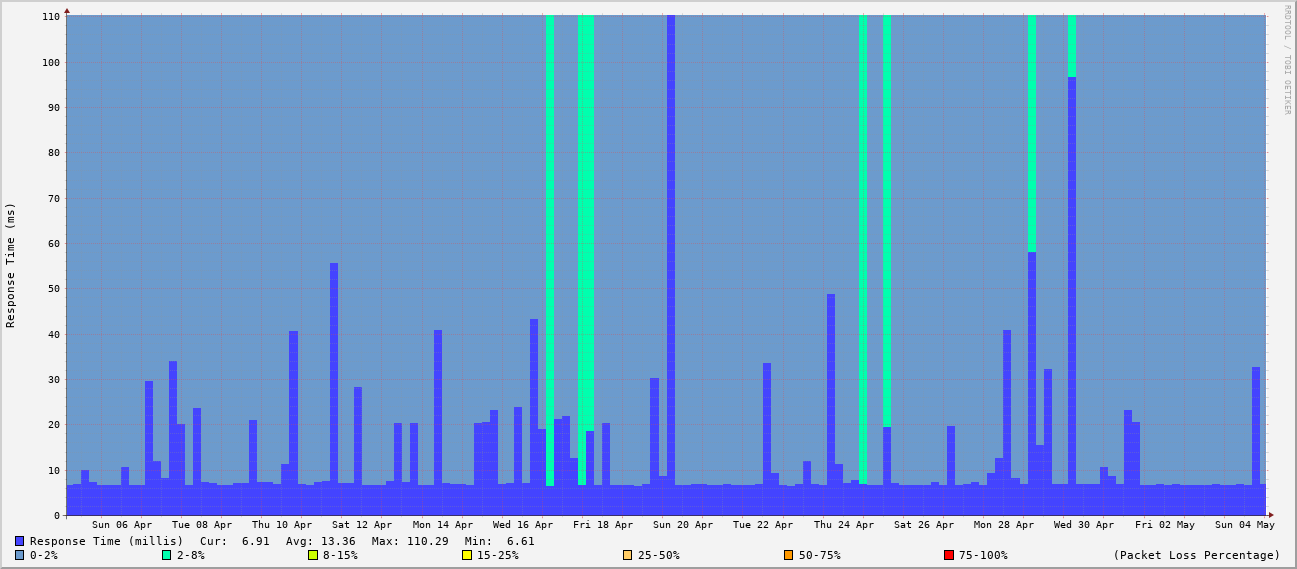 RRDTOOL / TOBI OETIKER
Response Time (ms)
110
100
90
80
70
60
50
40
30
20
10
0
Sun 06 Apr Tue 08 Apr Thu 10 Apr Sat 12 Apr Mon 14 Apr Wed 16 Apr Fri 18 Apr Sun 20 Apr Tue 22 Apr Thu 24 Apr Sat 26 Apr Mon 28 Apr Wed 30 Apr Fri 02 May Sun 04 May
Response Time (millis) Cur: 6.91 Avg: 13.36 Max: 110.29 Min: 6.61
0-2% 2-8% 8-15% 15-25% 25-50% 50-75% 75-100% (Packet Loss Percentage)